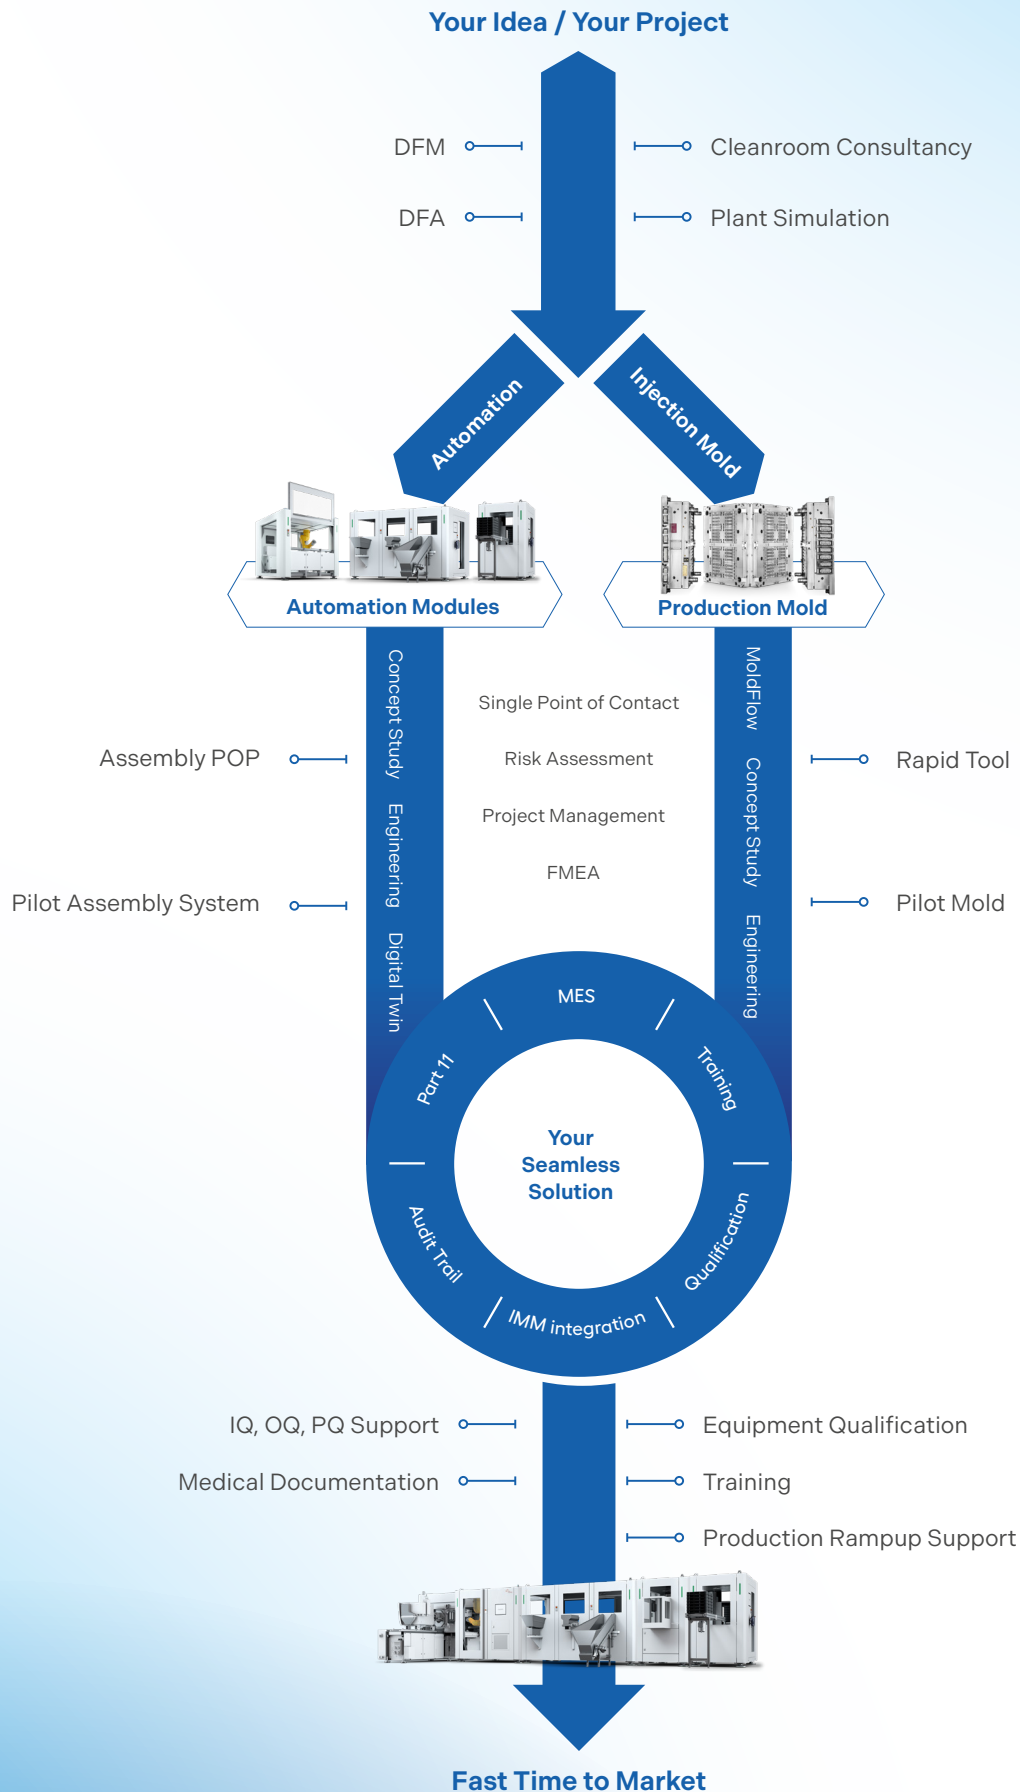 Your Idea / Your Project
DFM
Cleanroom Consultancy
DFA
Plant Simulation
Automation
Injection Mold
Automation Modules
Production Mold
Concept Study
Engineering
Digital Twin
Single Point of Contact
Risk Assessment
Project Management
FMEA
MoldFlow
Concept Study
Engineering
Assembly POP
Rapid Tool
Pilot Assembly System
Pilot Mold
MES
Part 11
Training
Your
Seamless
Solution
Audit Trail
Qualification
IMM integration
IQ, OQ, PQ Support
Equipment Qualification
Medical Documentation
Training
Production Rampup Support
Fast Time to Market